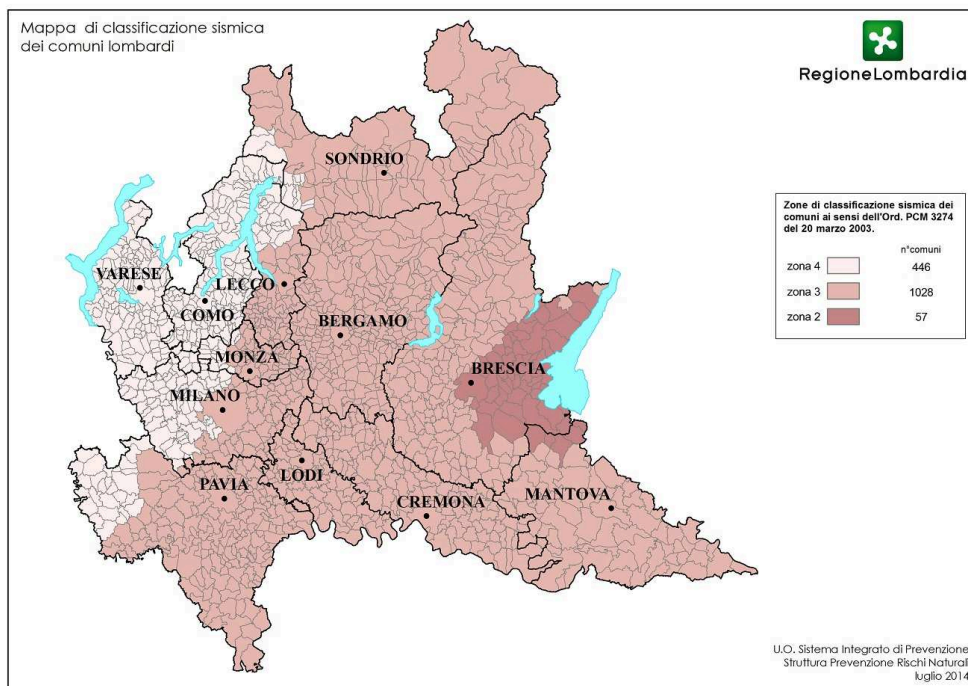 Mappa di classificazione sismica
dei comuni lombardi
RegioneLombardia
SONDRIO
VARESE
LECCO
COMO
BERGAMO
MONZA
BRESCIA
MILANO
LODI
PAVIA
CREMONA
MANTOVA
Zone di classificazione sismica dei
comuni ai sensi dell'Ord. PCM 3274
del 20 marzo 2003.
n°comuni
zona 4 446
zona 3 1028
zona 2 57
U.O. Sistema Integrato di Prevenzione
Struttura Prevenzione Rischi Naturali
luglio 2014